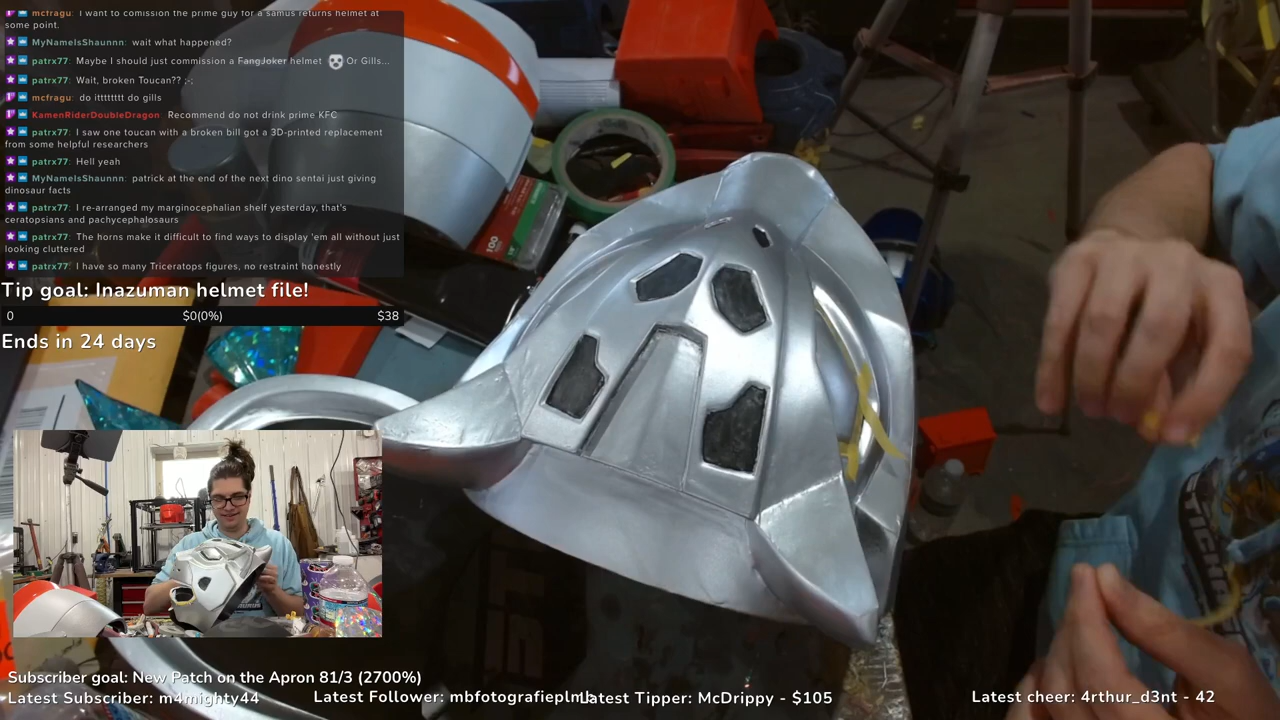 mcfragu: I want to comission the prime guy for a samus returns helmet at
some point.
MyNameIsShaunnn: wait what happened?
patrx77: Maybe I should just commission a FangJoker helmet Or Gills...
patrx77: Wait, broken Toucan?? ;-;
mcfragu: do itttttttt do gills
KamenRiderDoubleDragon: Recommend do not drink prime KFC
patrx77: I saw one toucan with a broken bill got a 3D-printed replacement
from some helpful researchers
patrx77: Hell yeah
MyNameIsShaunnn: patrick at the end of the next dino sentai just giving
dinosaur facts
patrx77: I re-arranged my marginocephalian shelf yesterday, that's
ceratopsians and pachycephalosaurs
patrx77: The horns make it difficult to find ways to display 'em all without just
looking cluttered
patrx77: I have so many Triceratops figures, no restraint honestly
Tip goal: Inazuman helmet file!
0 $0(0%) $38
Ends in 24 days
100
Subscriber goal: New Patch on the Apron 81/3 (2700%)
Latest Subscriber: m4mighty44
Latest Follower: mbfotografieplnl
Latest Tipper: McDrippy - $105
Latest cheer: 4rthur_d3nt - 42